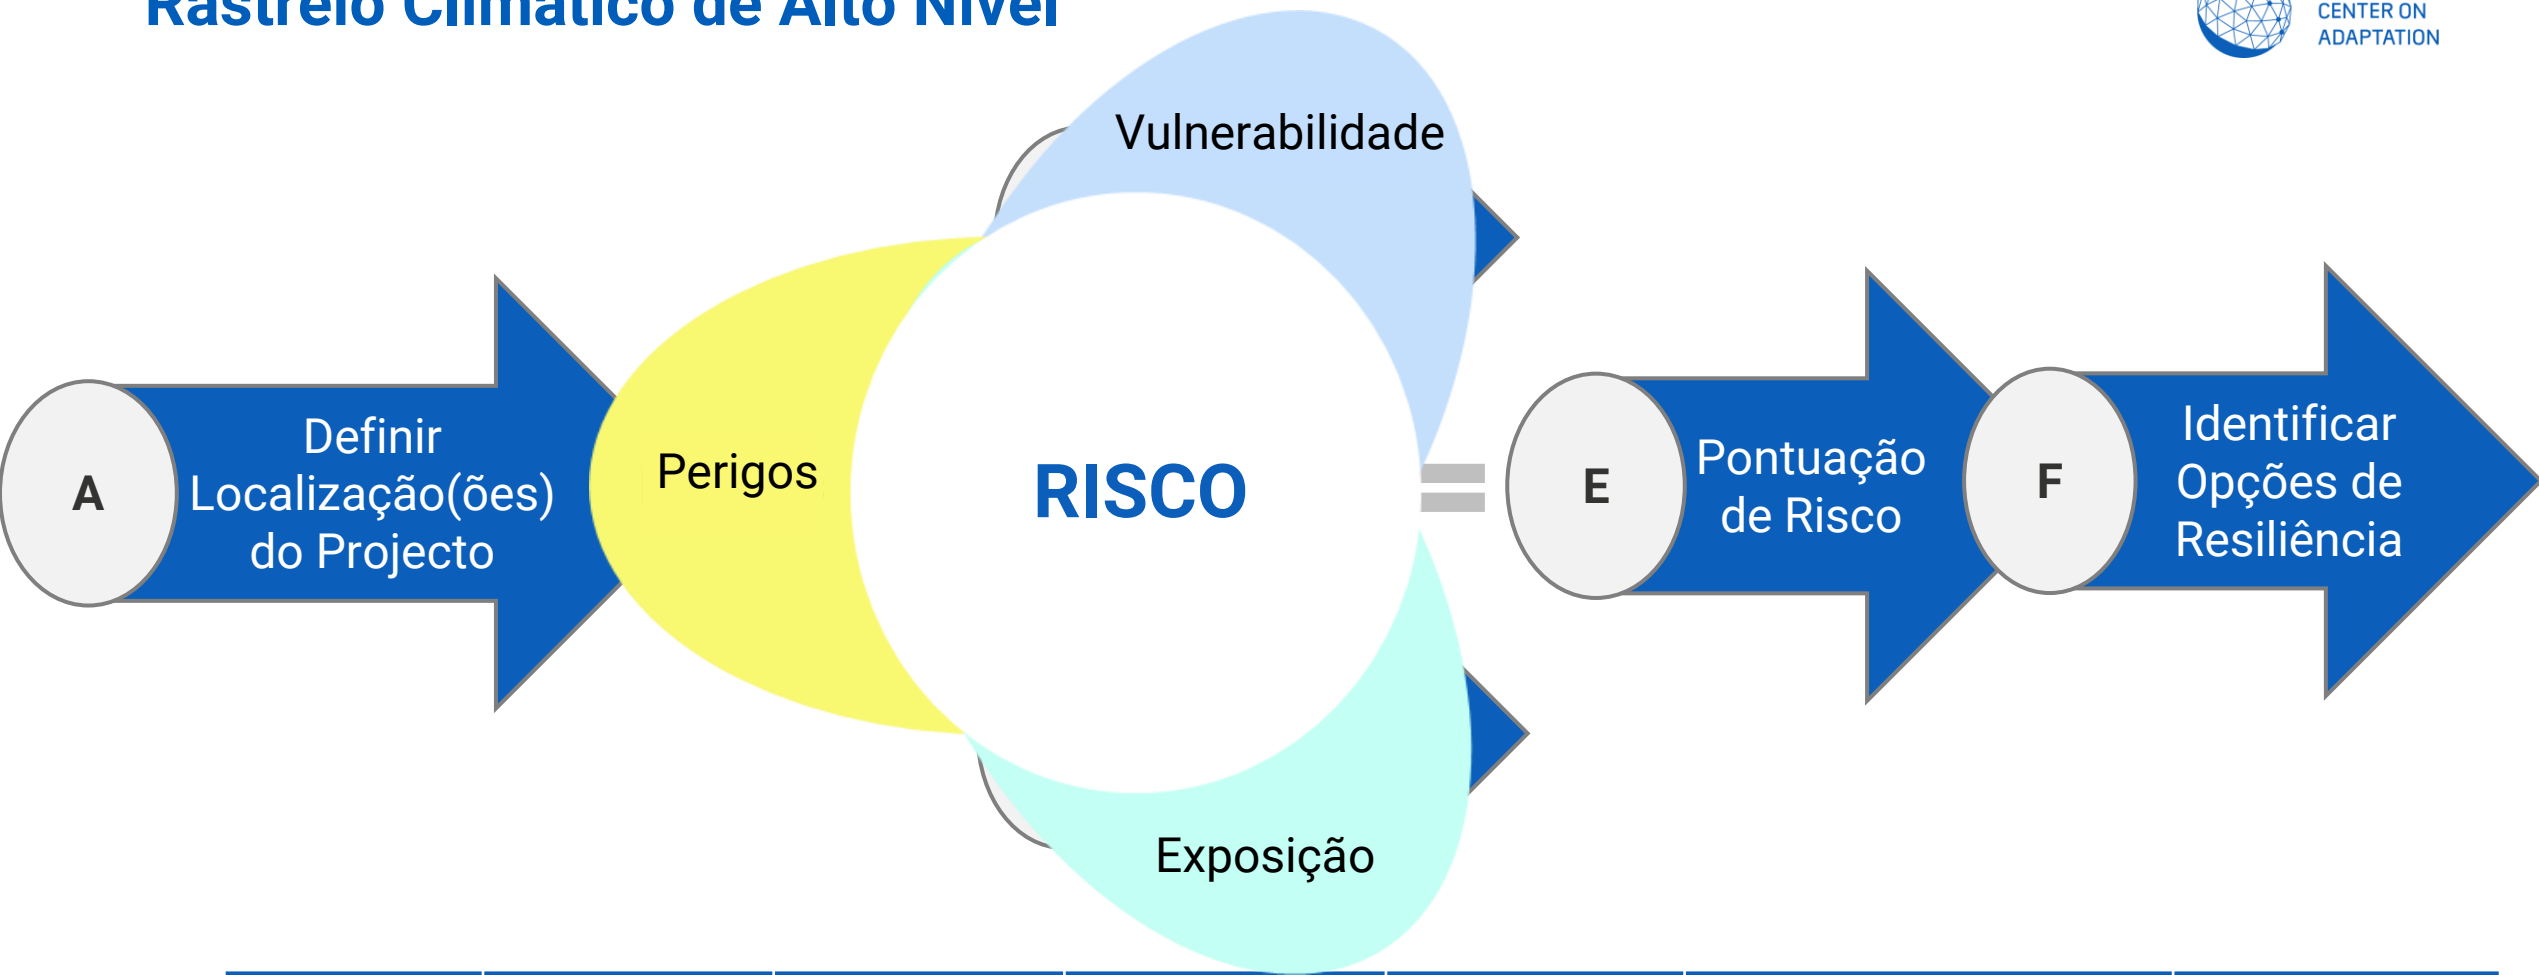 Rastreio Climático de Alto Nível
CENTER ON
ADAPTATION
Vulnerabilidade
A
Definir
Localização(ões)
do Projecto
Perigos
RISCO
=
E
Pontuação
de Risco
F
Identificar
Opções de
Resiliência
Exposição